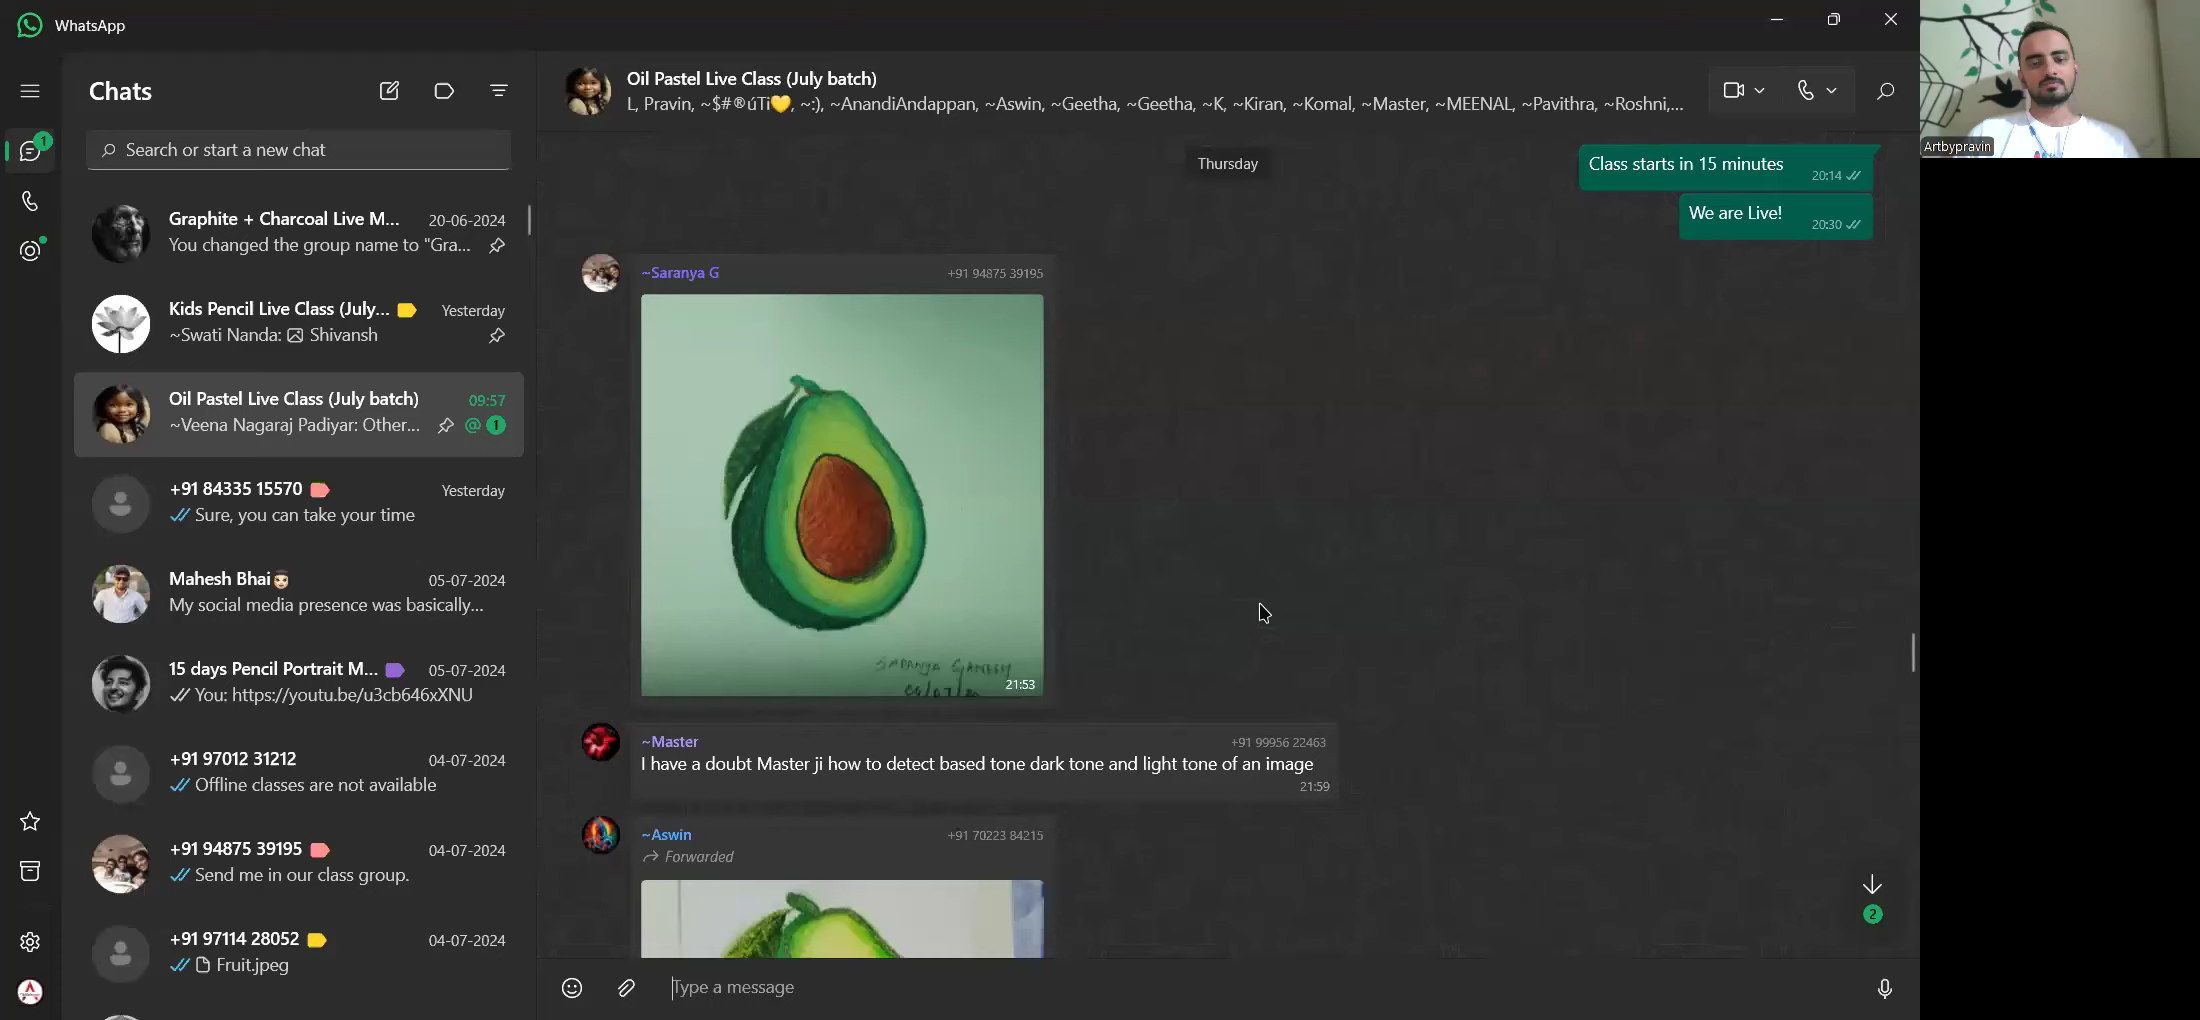 WhatsApp
Chats
Search or start a new chat
1
Graphite + Charcoal Live M... 20-06-2024
You changed the group name to "Gra...
Kids Pencil Live Class (July... Yesterday
~Swati Nanda: Shivansh
Oil Pastel Live Class (July batch) 09:57
~Veena Nagaraj Padiyar: Other... @ 1
+91 84335 15570 Yesterday
Sure, you can take your time
Mahesh Bhai 05-07-2024
My social media presence was basically...
15 days Pencil Portrait M... 05-07-2024
You: https://youtu.be/u3cb646xXNU
+91 97012 31212 04-07-2024
Offline classes are not available
+91 94875 39195 04-07-2024
Send me in our class group.
+91 97114 28052 04-07-2024
Fruit.jpeg
Oil Pastel Live Class (July batch)
L, Pravin, ~$#®úTi💛, ~:), ~AnandiAndappan, ~Aswin, ~Geetha, ~Geetha, ~K, ~Kiran, ~Komal, ~Master, ~MEENAL, ~Pavithra, ~Roshni,...
Thursday
Class starts in 15 minutes
20:14
We are Live!
20:30
~Saranya G +91 94875 39195
SARANYA GANESH
21:53
~Master +91 99956 22463
I have a doubt Master ji how to detect based tone dark tone and light tone of an image
21:59
~Aswin +91 70223 84215
Forwarded
2
Type a message
Artbypravin